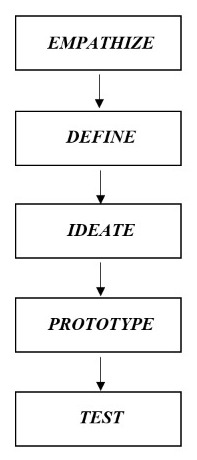 EMPATHIZE
DEFINE
IDEATE
PROTOTYPE
TEST